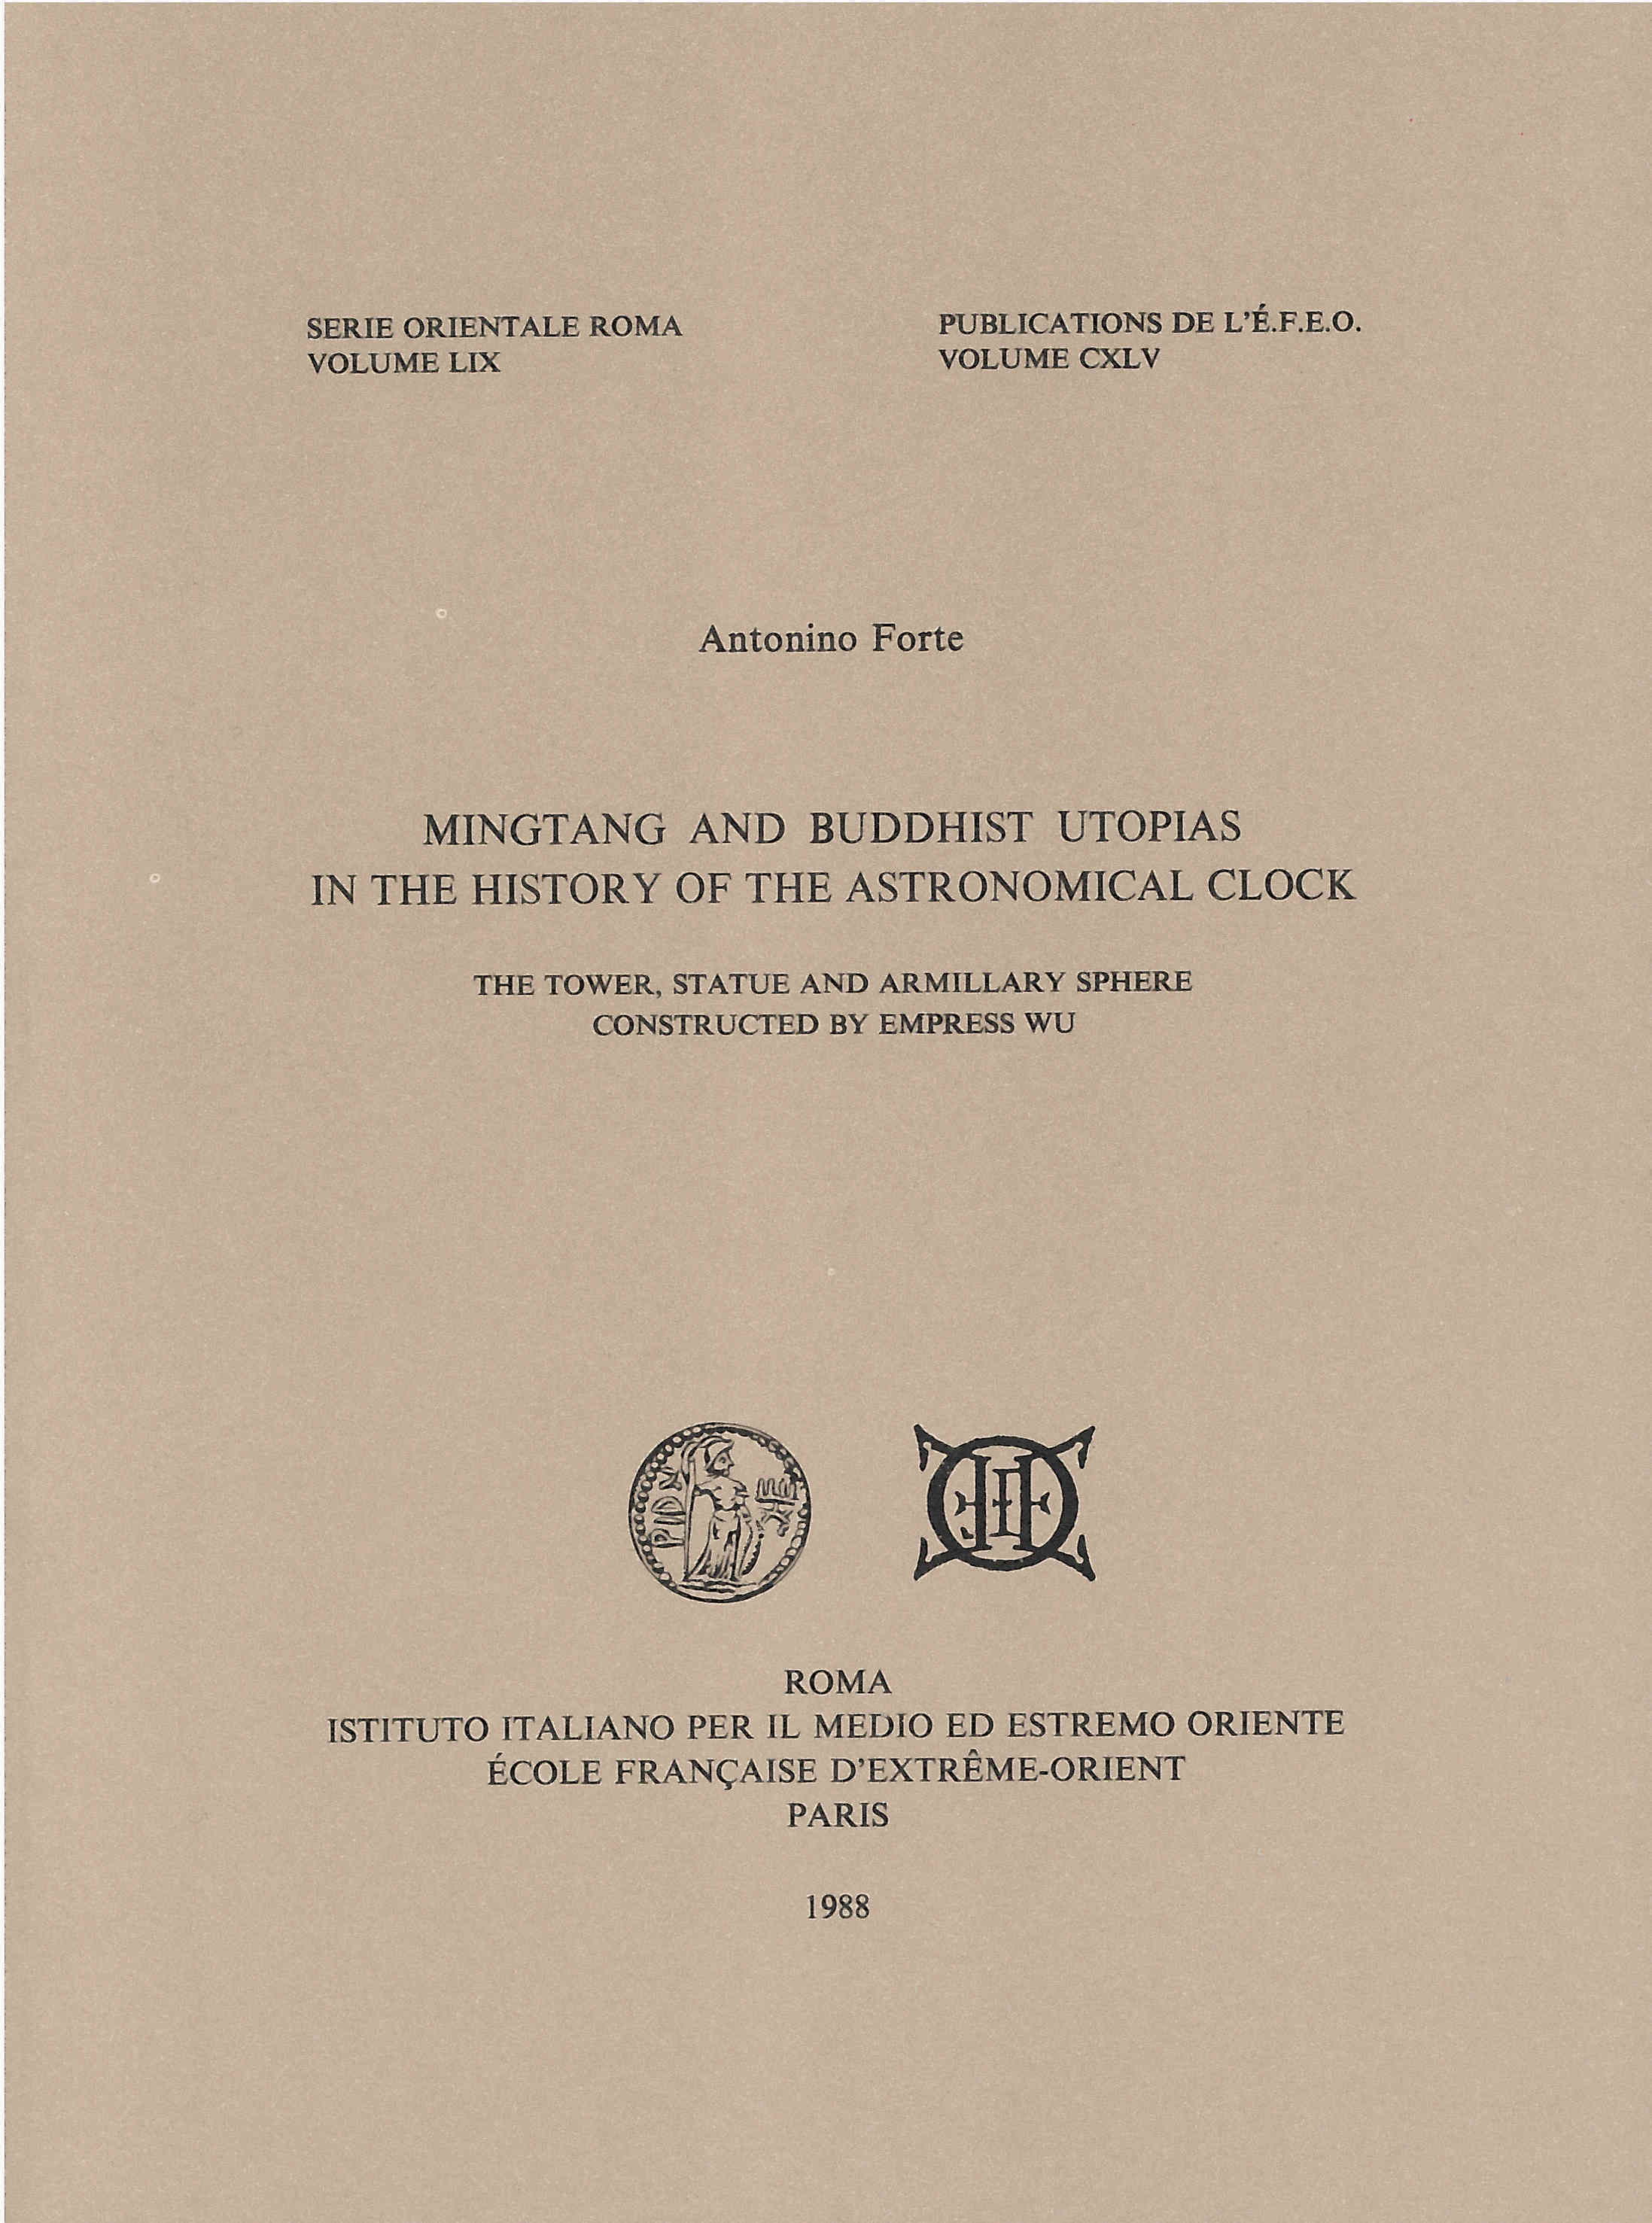 SERIE ORIENTALE ROMA
VOLUME LIX
PUBLICATIONS DE L'É.F.E.O.
VOLUME CXLV
Antonino Forte
MINGTANG AND BUDDHIST UTOPIAS
IN THE HISTORY OF THE ASTRONOMICAL CLOCK
THE TOWER, STATUE AND ARMILLARY SPHERE
CONSTRUCTED BY EMPRESS WU
ROMA
ISTITUTO ITALIANO PER IL MEDIO ED ESTREMO ORIENTE
ÉCOLE FRANÇAISE D'EXTRÊME-ORIENT
PARIS
1988